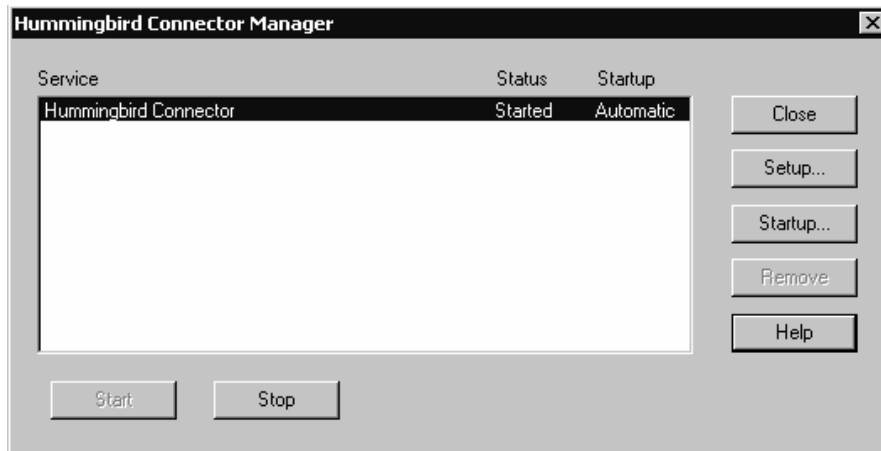 Hummingbird Connector Manager
Service Status Startup
Hummingbird Connector Started Automatic
Close
Setup...
Startup...
Remove
Help
Start Stop